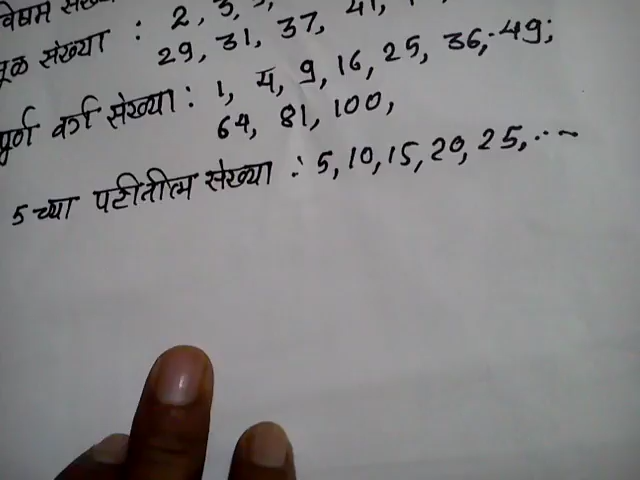 विषम
मूळ संख्या : 2, 3,
29, 31, 37, 41,
पूर्ण वर्ग संख्या : 1, 4, 9, 16, 25, 36, 49;
64, 81, 100,
5 च्या पटीतील संख्या : 5, 10, 15, 20, 25, ...